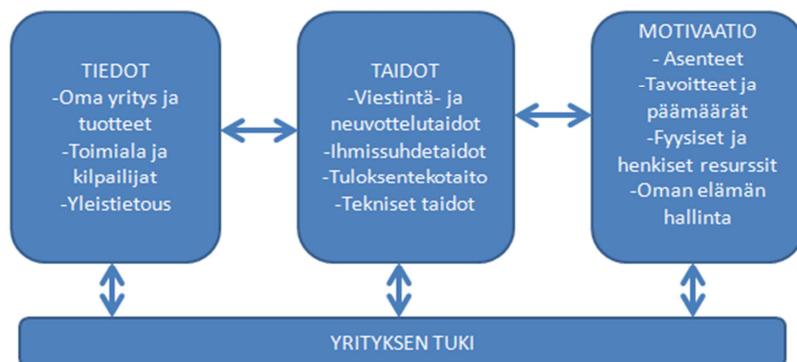 TIEDOT
-Oma yritys ja
tuotteet
-Toimiala ja
kilpailijat
-Yleistietous
TAIDOT
-Viestintä- ja
neuvottelutaidot
-Ihmissuhdetaidot
-Tuloksentekotaito
-Tekniset taidot
MOTIVAATIO
- Asenteet
-Tavoitteet ja
päämäärät
-Fyysiset ja
henkiset resurssit
-Oman elämän
hallinta
YRITYKSEN TUKI